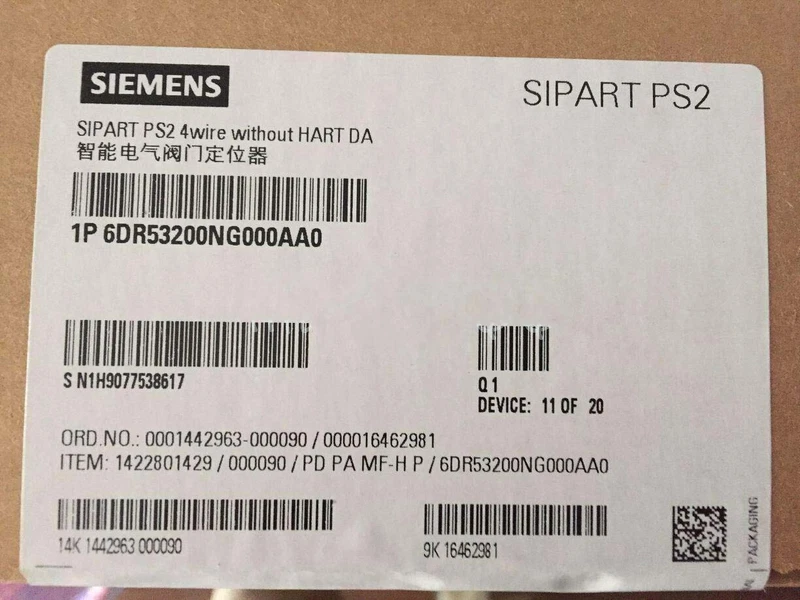 SIEMENS
SIPART PS2
SIPART PS2 4wire without HART DA
智能电气阀门定位器
1P 6DR53200NG000AA0
S N1H9077538617
Q 1
DEVICE: 11 OF 20
ORD.NO.: 0001442963-000090 / 000016462981
ITEM: 1422801429 / 000090 / PD PA MF-H P / 6DR53200NG000AA0
14K 1442963 000090
9K 16462981
PACKAGING